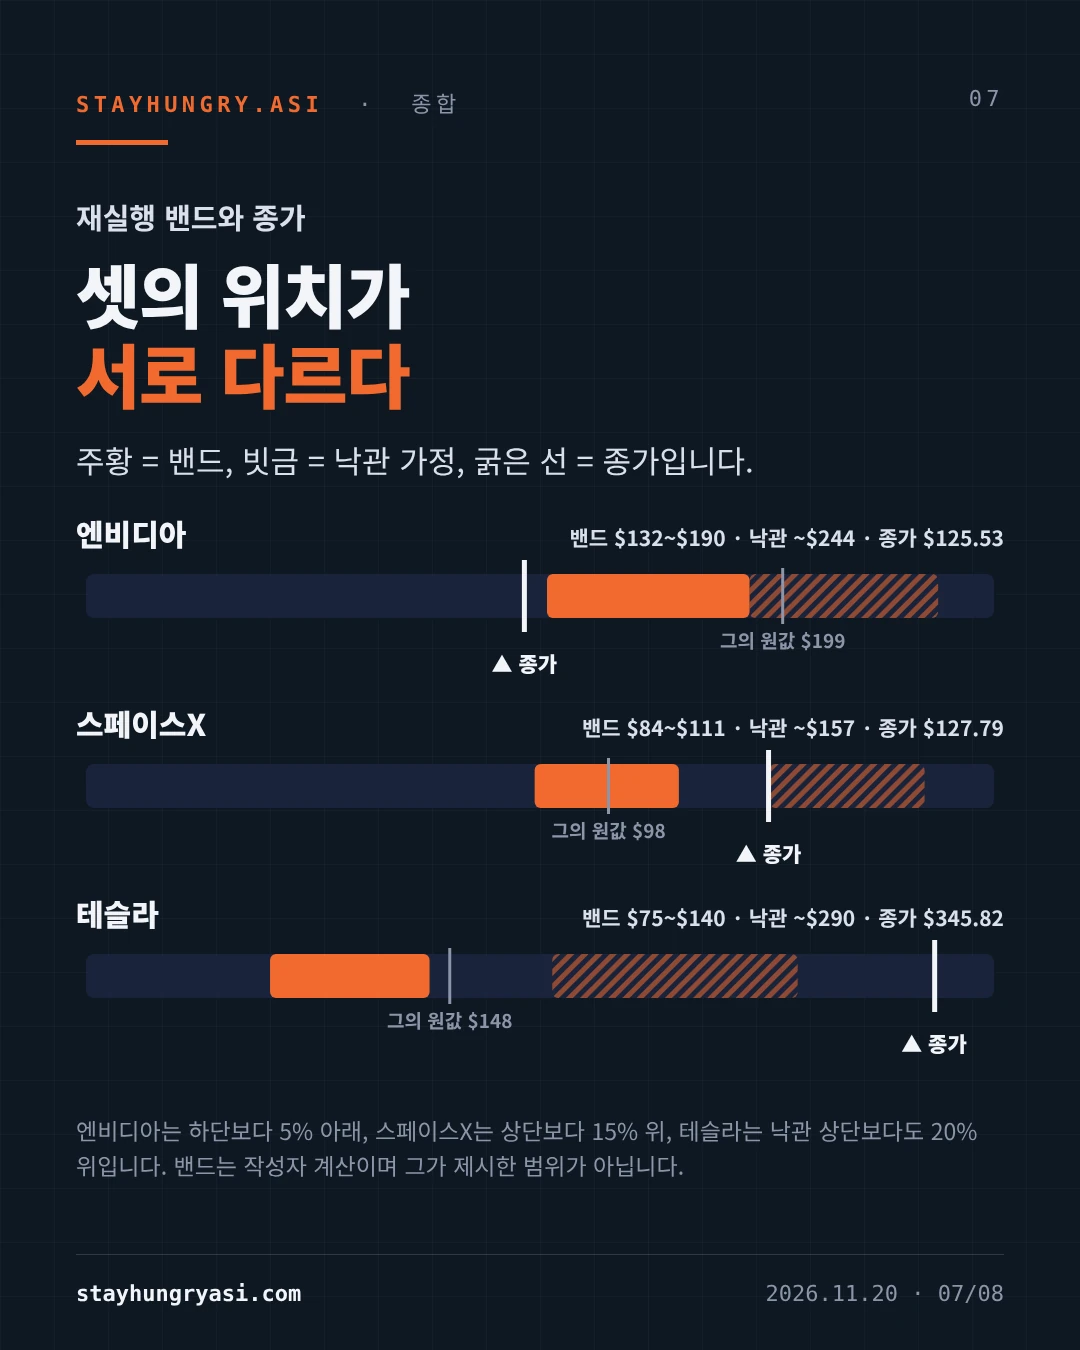 STAYHUNGRY.ASI · 종합
07
재실행 밴드와 종가
셋의 위치가
서로 다르다
주황 = 밴드, 빗금 = 낙관 가정, 굵은 선 = 종가입니다.
엔비디아
밴드 $132~$190 · 낙관 ~$244 · 종가 $125.53
그의 원값 $199
▲ 종가
스페이스X
밴드 $84~$111 · 낙관 ~$157 · 종가 $127.79
그의 원값 $98
▲ 종가
테슬라
밴드 $75~$140 · 낙관 ~$290 · 종가 $345.82
그의 원값 $148
▲ 종가
엔비디아는 하단보다 5% 아래, 스페이스X는 상단보다 15% 위, 테슬라는 낙관 상단보다도 20%
위입니다. 밴드는 작성자 계산이며 그가 제시한 범위가 아닙니다.
stayhungryasi.com
2026.11.20 · 07/08